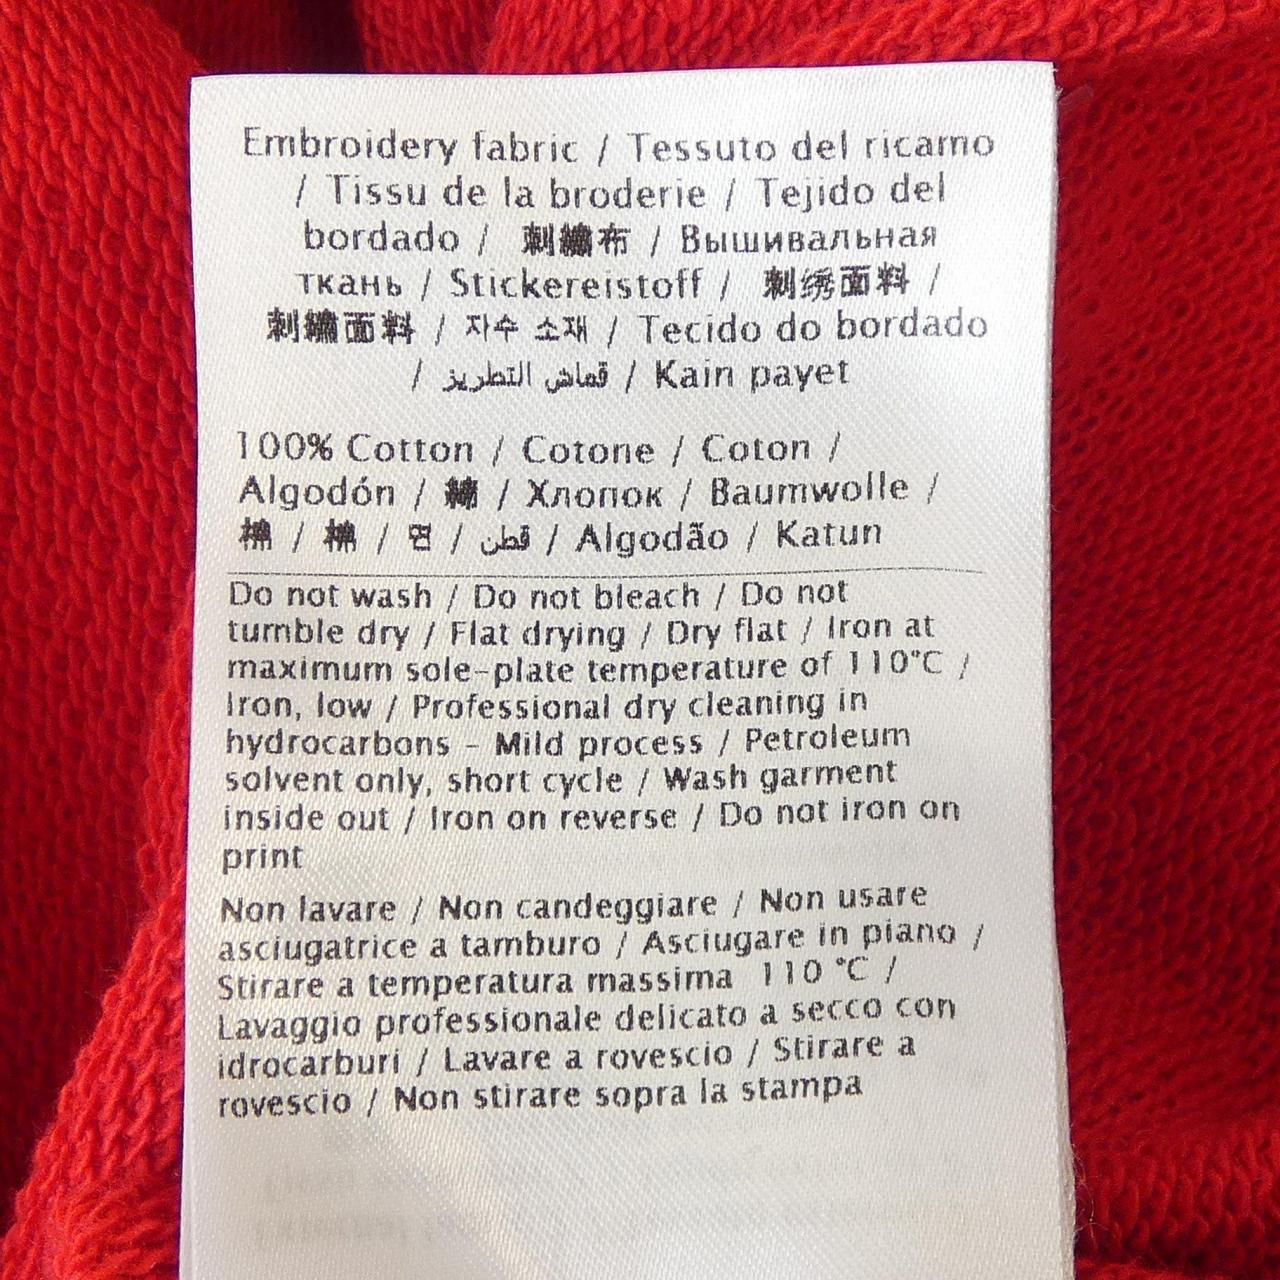 Embroidery fabric / Tessuto del ricamo
/ Tissu de la broderie / Tejido del
bordado / 刺繍布 / Вышивальная
ткань / Stickereistoff / 刺绣面料 /
刺繡面料 / 자수 소재 / Tecido do bordado
/ قماش التطريز / Kain payet
100% Cotton / Cotone / Coton /
Algodón / 綿 / Хлопок / Baumwolle /
棉 / 棉 / 면 / قطن / Algodão / Katun
Do not wash / Do not bleach / Do not
tumble dry / Flat drying / Dry flat / Iron at
maximum sole-plate temperature of 110°C /
Iron, low / Professional dry cleaning in
hydrocarbons - Mild process / Petroleum
solvent only, short cycle / Wash garment
inside out / Iron on reverse / Do not iron on
print
Non lavare / Non candeggiare / Non usare
asciugatrice a tamburo / Asciugare in piano /
Stirare a temperatura massima 110 °C /
Lavaggio professionale delicato a secco con
idrocarburi / Lavare a rovescio / Stirare a
rovescio / Non stirare sopra la stampa